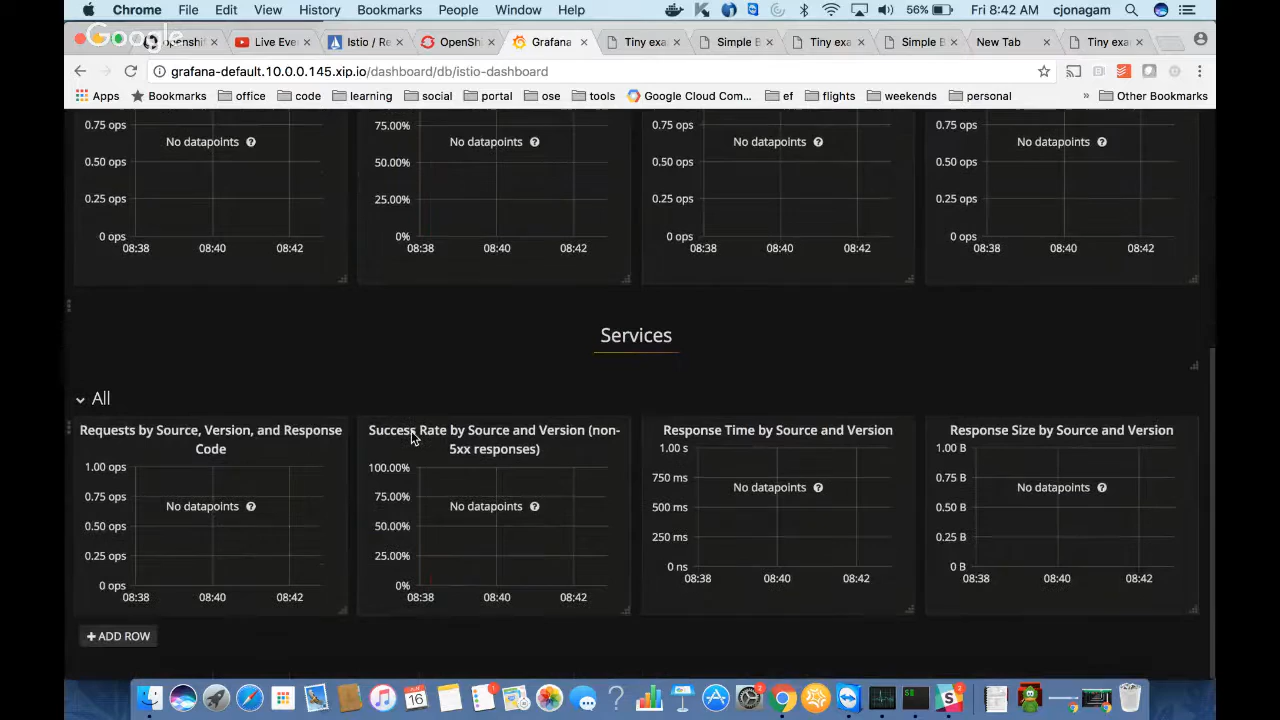 Chrome File Edit View History Bookmarks People Window Help 56% Fri 8:42 AM cjonagam
Google
Openshif Live Eve Istio / Re OpenSh Grafana Tiny exa Simple B Tiny exa Simple B New Tab Tiny exa
grafana-default.10.0.0.145.xip.io/dashboard/db/istio-dashboard
Apps Bookmarks office code learning social portal ose tools Google Cloud Com... ef flights weekends personal » Other Bookmarks
0.75 ops 75.00% 0.75 ops 0.75 ops
No datapoints No datapoints No datapoints No datapoints
0.50 ops 50.00% 0.50 ops 0.50 ops
0.25 ops 25.00% 0.25 ops 0.25 ops
0 ops 0% 0 ops 0 ops
08:38 08:40 08:42 08:38 08:40 08:42 08:38 08:40 08:42 08:38 08:40 08:42
Services
All
Requests by Source, Version, and Response
Code
1.00 ops
0.75 ops
No datapoints
0.50 ops
0.25 ops
0 ops
08:38 08:40 08:42
Success Rate by Source and Version (non-
5xx responses)
100.00%
75.00%
No datapoints
50.00%
25.00%
0%
08:38 08:40 08:42
Response Time by Source and Version
1.00 s
750 ms
No datapoints
500 ms
250 ms
0 ns
08:38 08:40 08:42
Response Size by Source and Version
1.00 B
0.75 B
No datapoints
0.50 B
0.25 B
0 B
08:38 08:40 08:42
+ ADD ROW
16